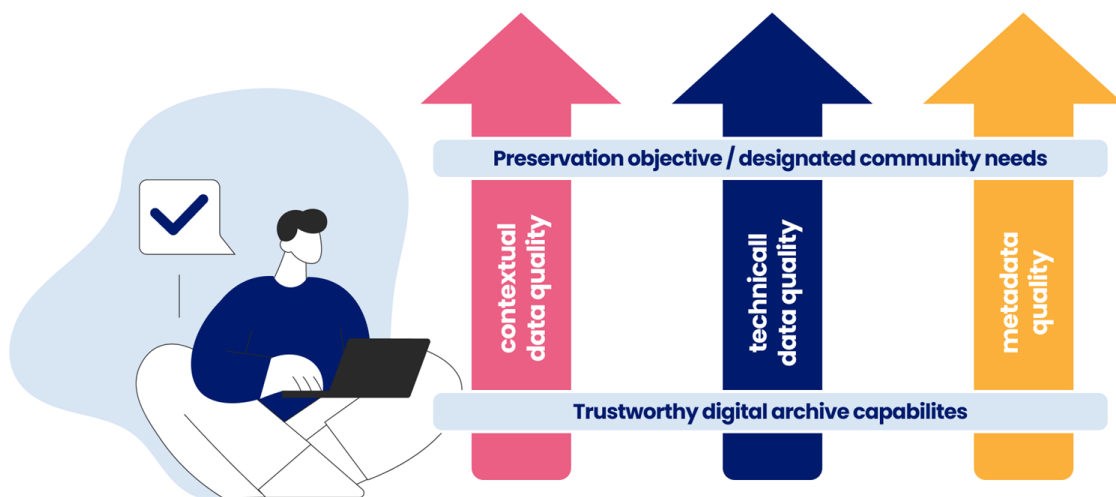 Preservation objective / designated community needs
contextual
data quality
technicall
data quality
metadata
quality
Trustworthy digital archive capabilites